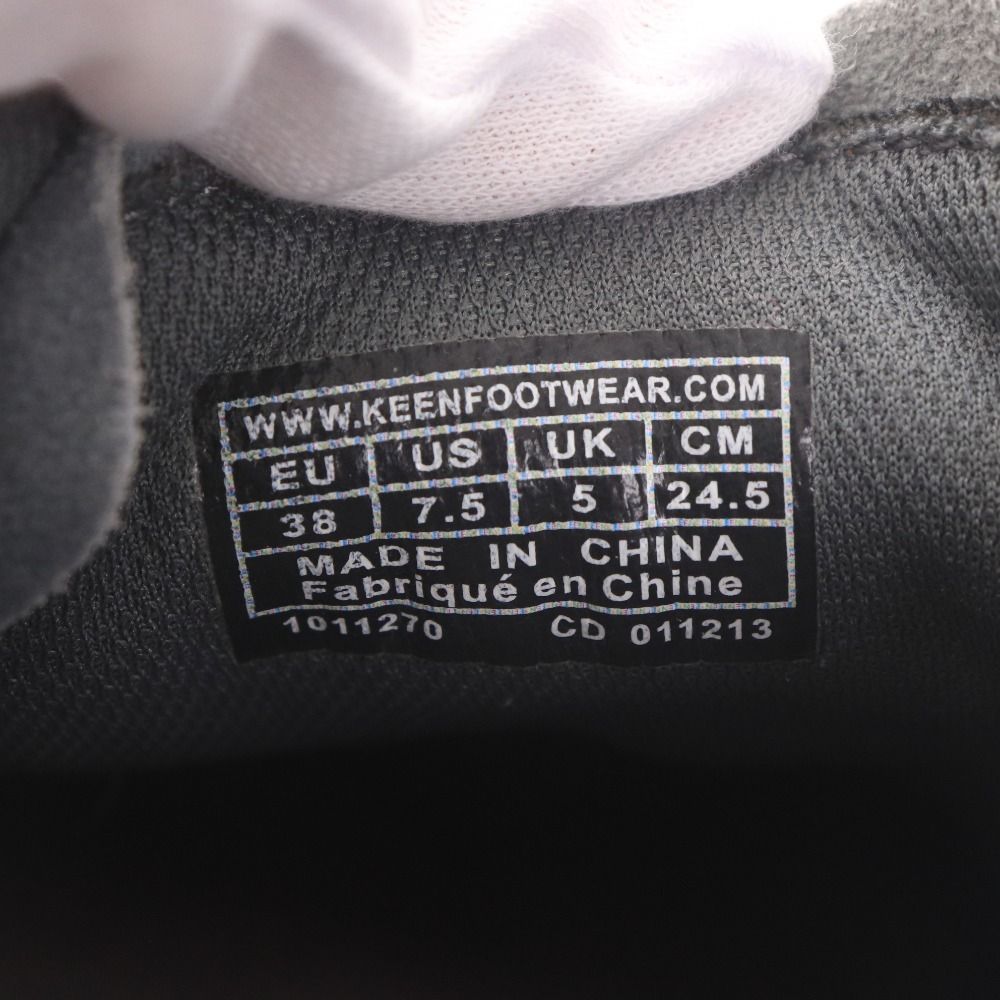 WWW.KEENFOOTWEAR.COM
EU US UK CM
38 7.5 5 24.5
MADE IN CHINA
Fabriqué en Chine
1011270 CD 011213